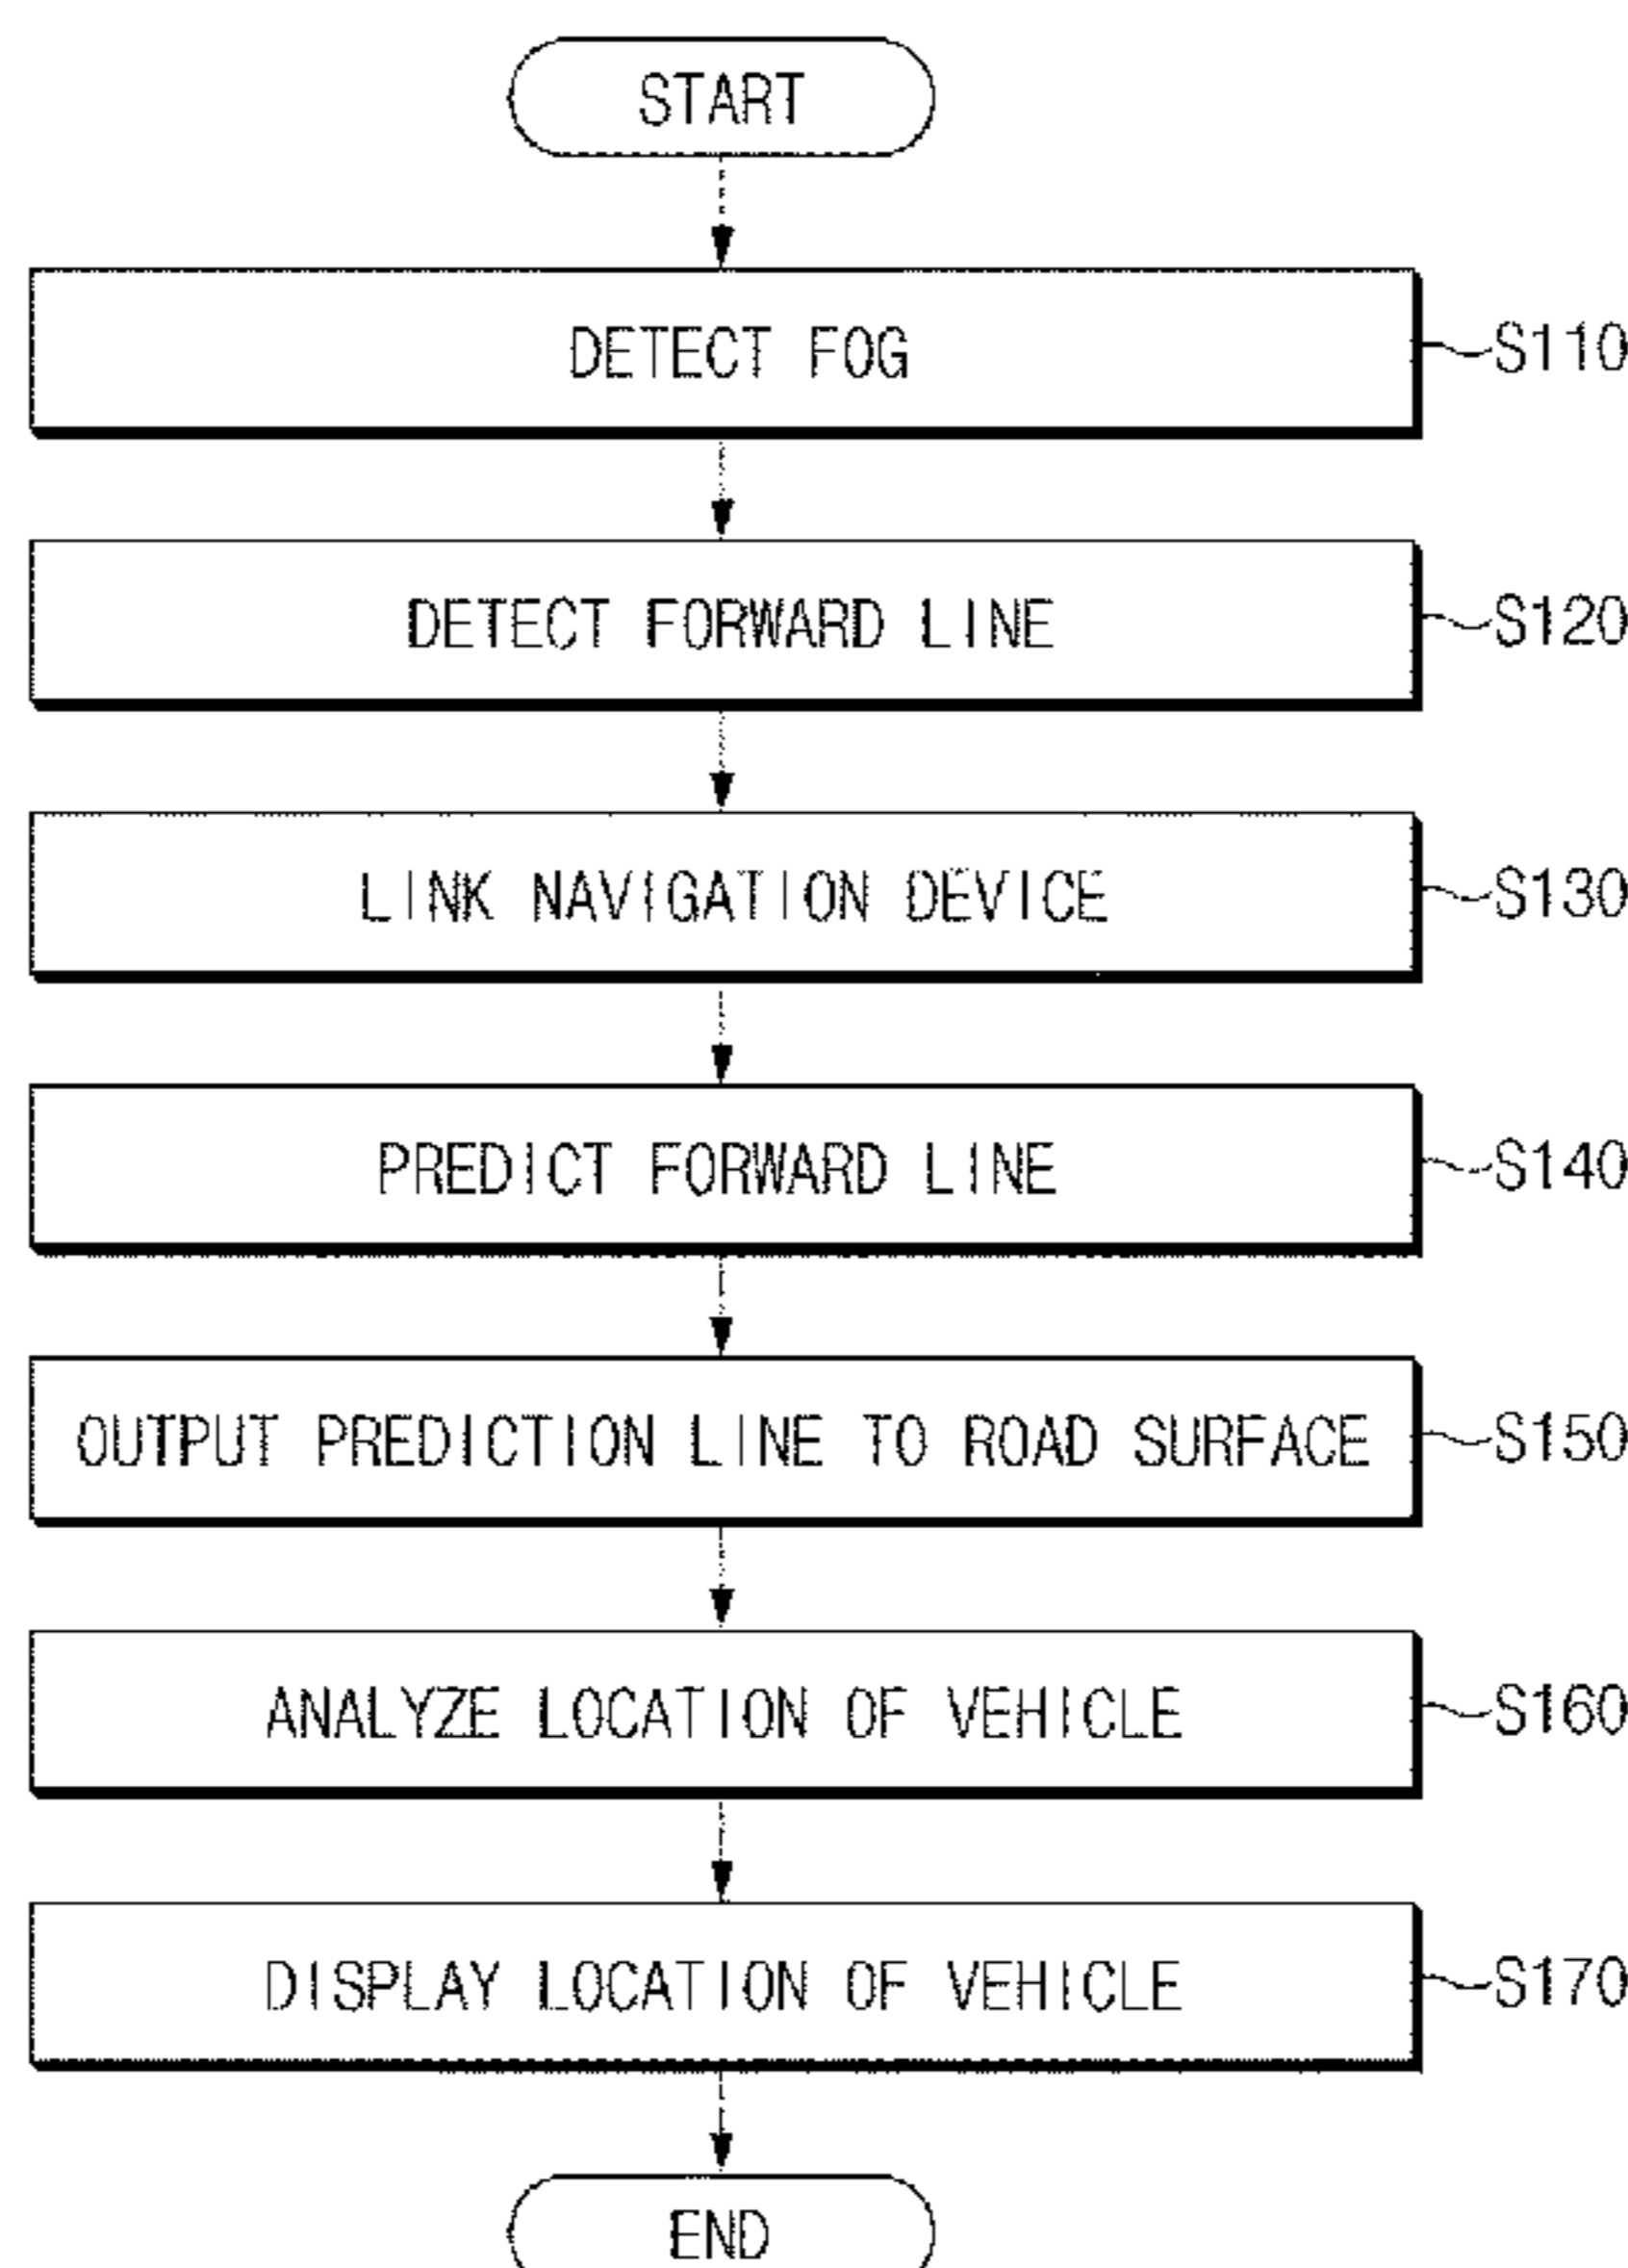 START
DETECT FOG
S110
DETECT FORWARD LINE
S120
LINK NAVIGATION DEVICE
S130
PREDICT FORWARD LINE
S140
OUTPUT PREDICTION LINE TO ROAD SURFACE
S150
ANALYZE LOCATION OF VEHICLE
S160
DISPLAY LOCATION OF VEHICLE
S170
END